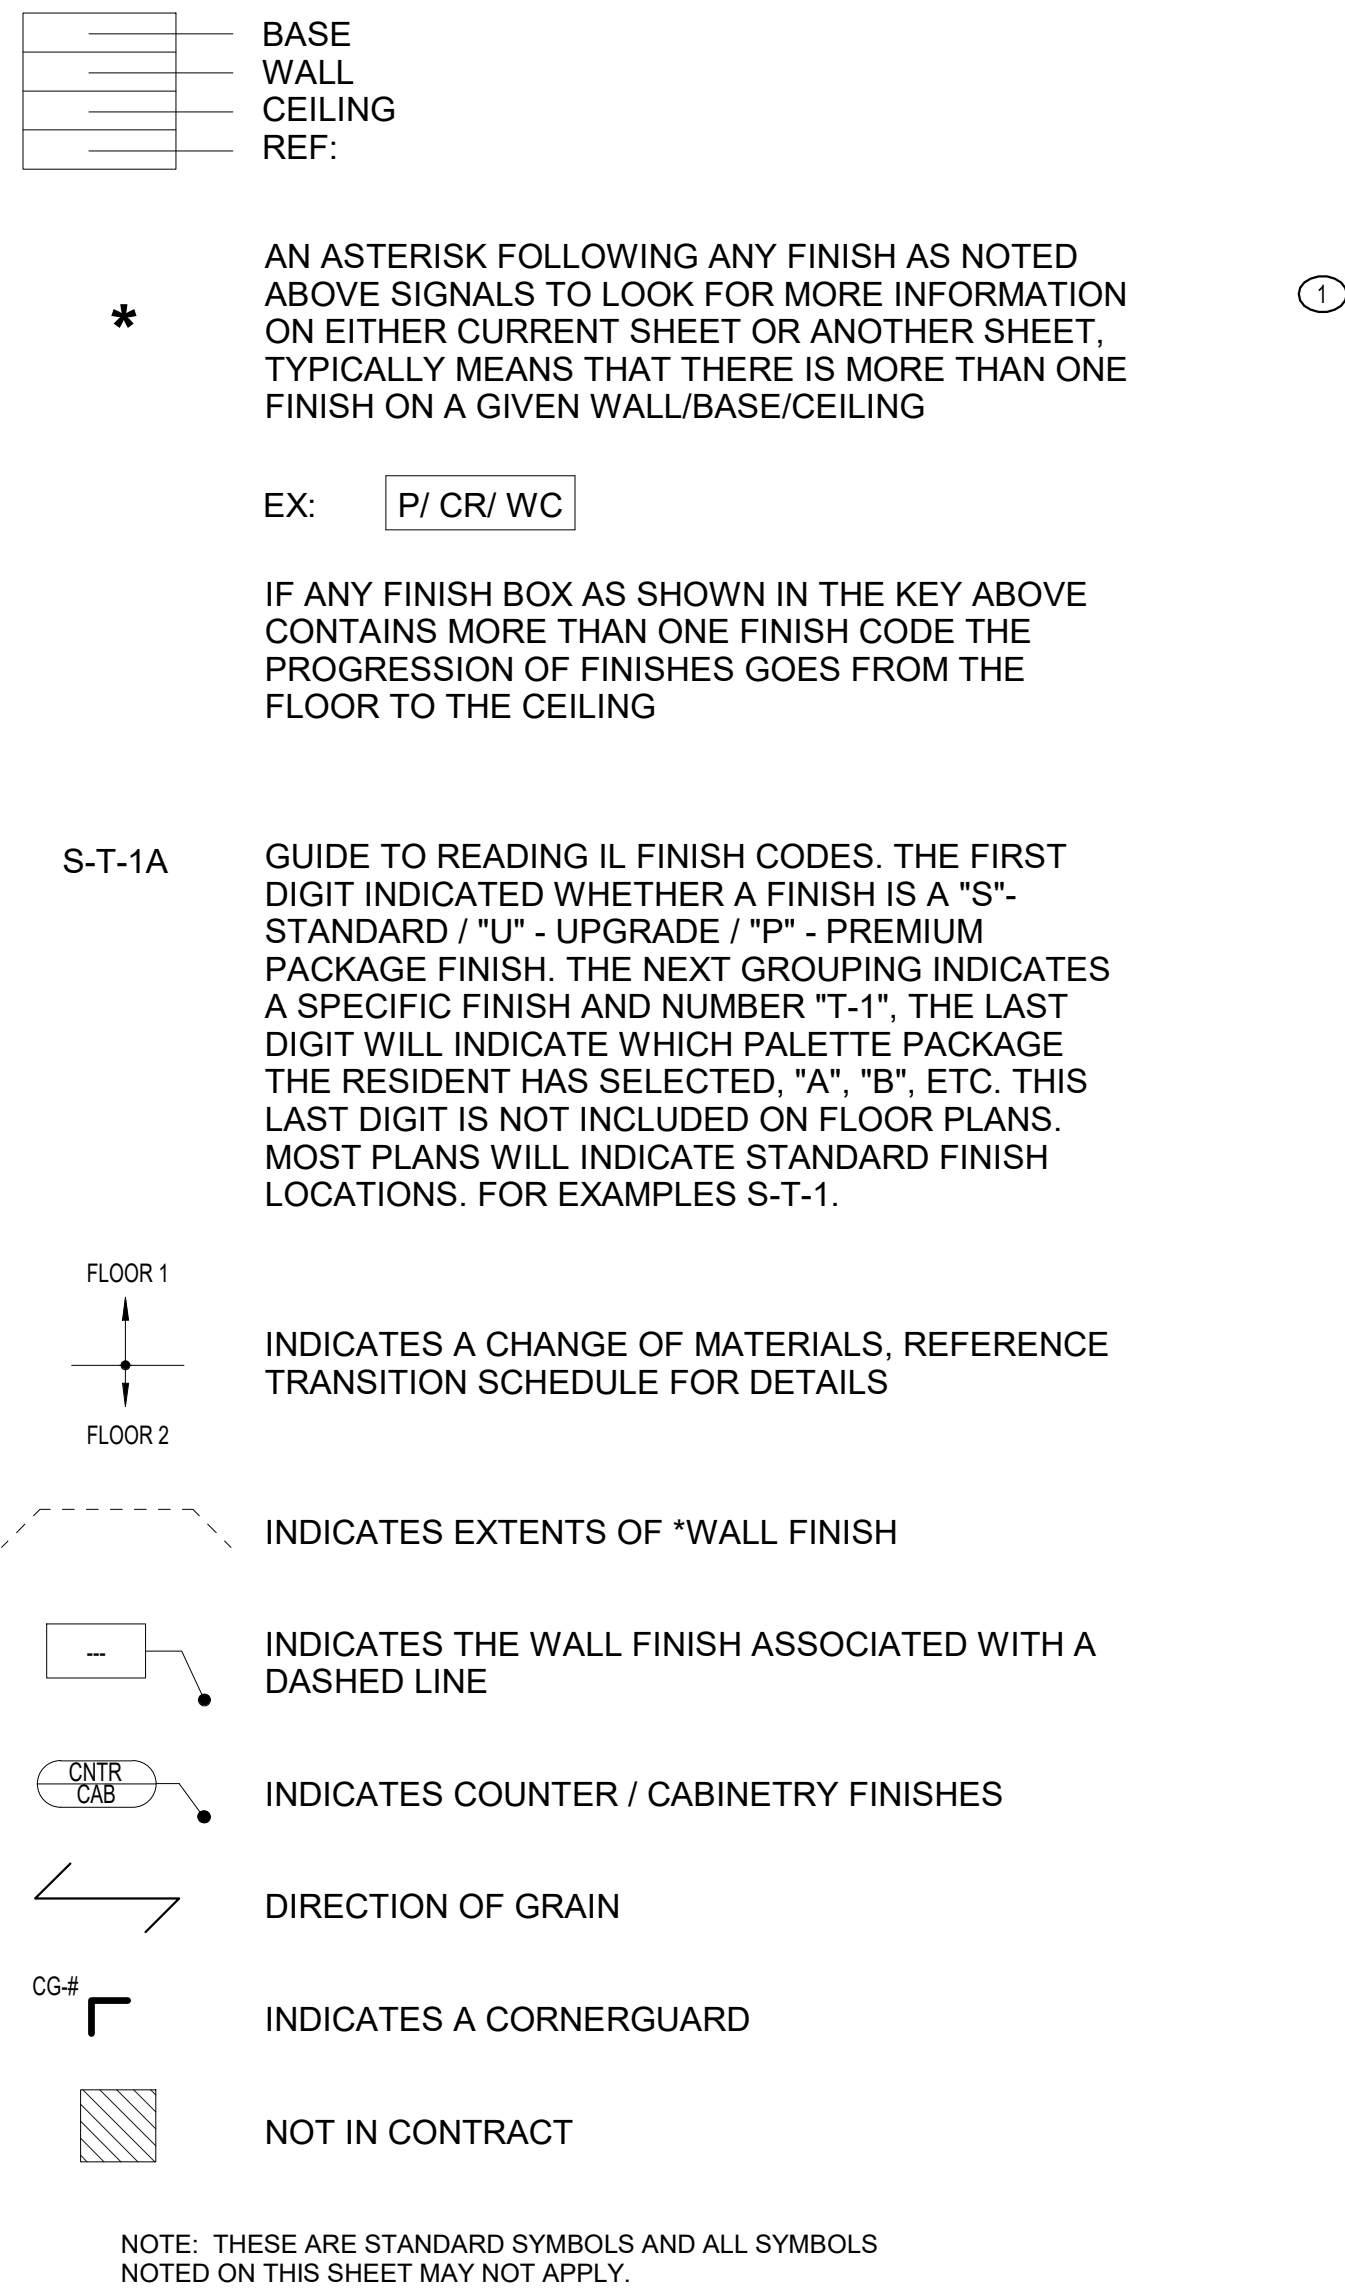 BASE
WALL
CEILING
REF:
*
AN ASTERISK FOLLOWING ANY FINISH AS NOTED
ABOVE SIGNALS TO LOOK FOR MORE INFORMATION
ON EITHER CURRENT SHEET OR ANOTHER SHEET,
TYPICALLY MEANS THAT THERE IS MORE THAN ONE
FINISH ON A GIVEN WALL/BASE/CEILING
1
EX: P/ CR/ WC
IF ANY FINISH BOX AS SHOWN IN THE KEY ABOVE
CONTAINS MORE THAN ONE FINISH CODE THE
PROGRESSION OF FINISHES GOES FROM THE
FLOOR TO THE CEILING
S-T-1A
GUIDE TO READING IL FINISH CODES. THE FIRST
DIGIT INDICATED WHETHER A FINISH IS A "S"-
STANDARD / "U" - UPGRADE / "P" - PREMIUM
PACKAGE FINISH. THE NEXT GROUPING INDICATES
A SPECIFIC FINISH AND NUMBER "T-1", THE LAST
DIGIT WILL INDICATE WHICH PALETTE PACKAGE
THE RESIDENT HAS SELECTED, "A", "B", ETC. THIS
LAST DIGIT IS NOT INCLUDED ON FLOOR PLANS.
MOST PLANS WILL INDICATE STANDARD FINISH
LOCATIONS. FOR EXAMPLES S-T-1.
FLOOR 1
FLOOR 2
INDICATES A CHANGE OF MATERIALS, REFERENCE
TRANSITION SCHEDULE FOR DETAILS
INDICATES EXTENTS OF *WALL FINISH
---
INDICATES THE WALL FINISH ASSOCIATED WITH A
DASHED LINE
CNTR
CAB
INDICATES COUNTER / CABINETRY FINISHES
DIRECTION OF GRAIN
CG-#
INDICATES A CORNERGUARD
NOT IN CONTRACT
NOTE:  THESE ARE STANDARD SYMBOLS AND ALL SYMBOLS
NOTED ON THIS SHEET MAY NOT APPLY.